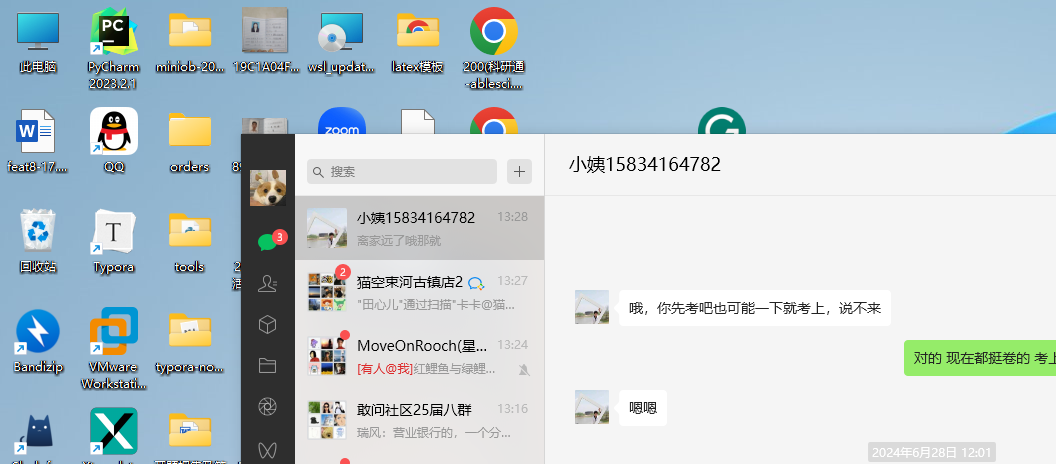 此电脑
PyCharm
2023.2.1
miniob-20...
19C1A04F...
wsl_updat...
latex模板
200(科研通
-ablesci....
feat8-17....
QQ
orders
zoom
回收站
Typora
tools
Bandizip
VMware
Workstati...
typora-no...
搜索
小姨15834164782
13:28
离家远了哦那就
猫空束河古镇店2
13:27
"田心儿"通过扫描"卡卡@猫...
MoveOnRooch(星...
13:24
[有人@我]红鲤鱼与绿鲤...
敢问社区25届八群
13:16
瑞风：营业银行的，一个分...
3
2
小姨15834164782
哦，你先考吧也可能一下就考上，说不来
对的 现在都挺卷的 考上
嗯嗯
2024年6月28日 12:01